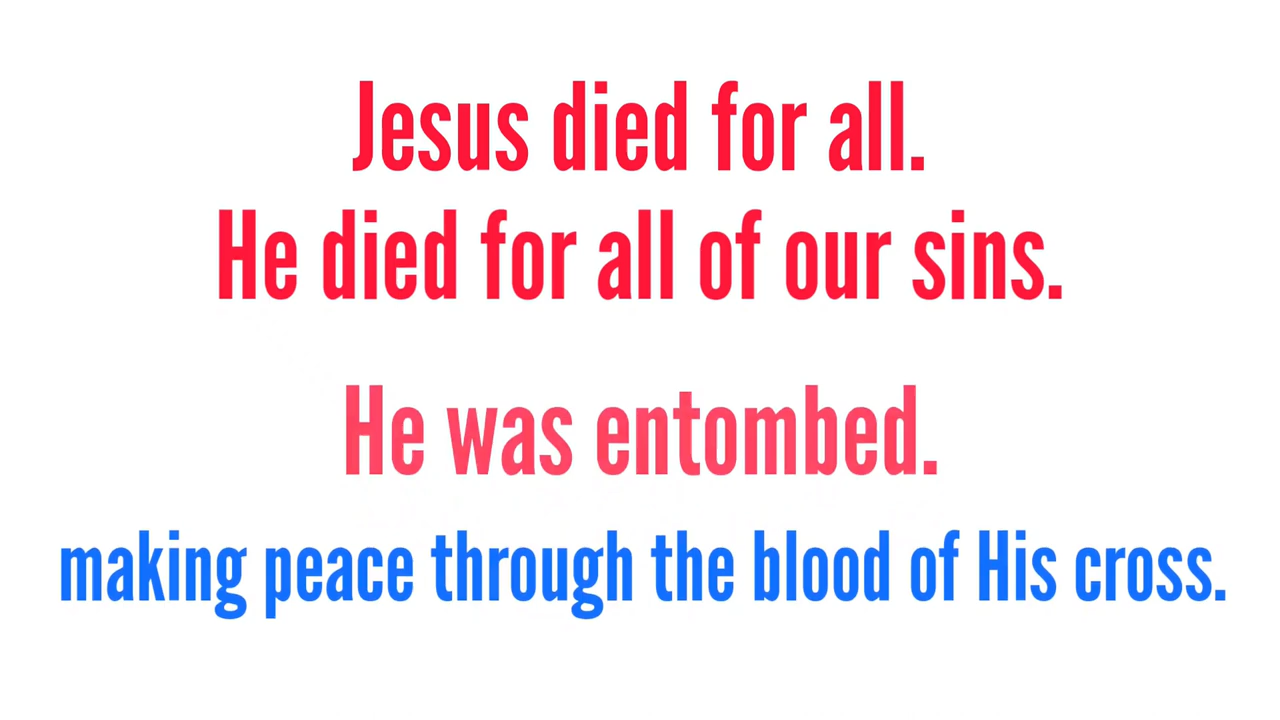 Jesus died for all.
He died for all of our sins.
He was entombed.
making peace through the blood of His cross.